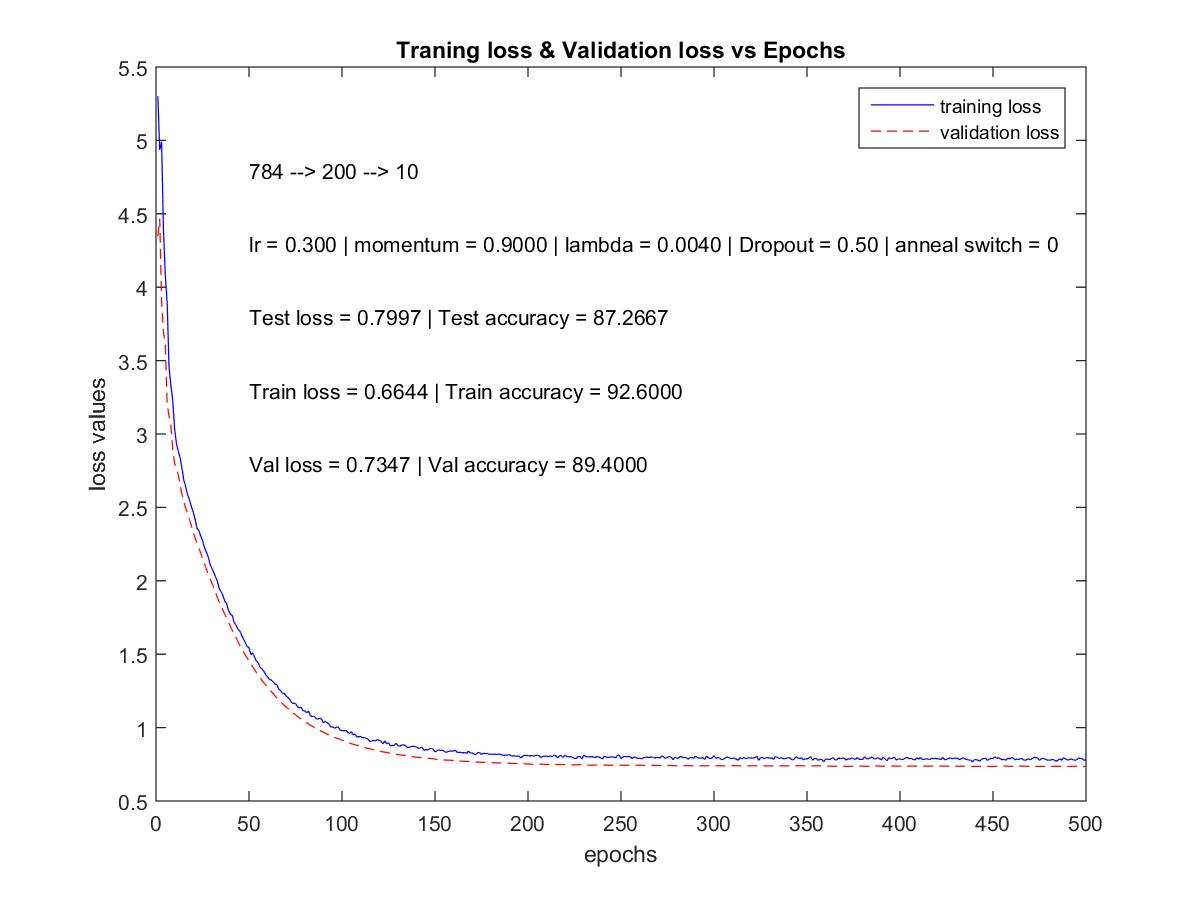 Traning loss & Validation loss vs Epochs
training loss
validation loss
784 --> 200 --> 10
lr = 0.300 | momentum = 0.9000 | lambda = 0.0040 | Dropout = 0.50 | anneal switch = 0
Test loss = 0.7997 | Test accuracy = 87.2667
Train loss = 0.6644 | Train accuracy = 92.6000
Val loss = 0.7347 | Val accuracy = 89.4000
loss values
5.5
5
4.5
4
3.5
3
2.5
2
1.5
1
0.5
0 50 100 150 200 250 300 350 400 450 500
epochs